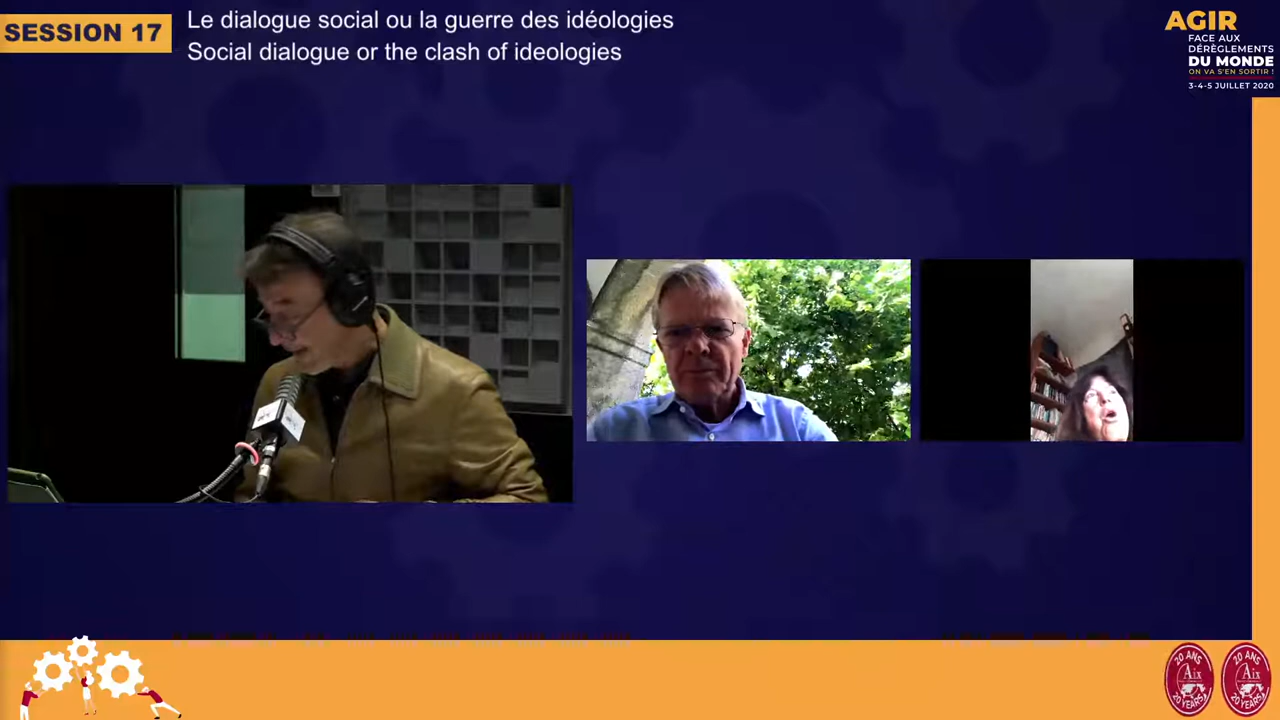 SESSION 17
Le dialogue social ou la guerre des idéologies
Social dialogue or the clash of ideologies
AGIR
FACE AUX
DÉRÈGLEMENTS
DU MONDE
ON VA S'EN SORTIR !
3-4-5 JUILLET 2020
20 ANS
Aix
20 YEARS
20 ANS
Aix
20 YEARS